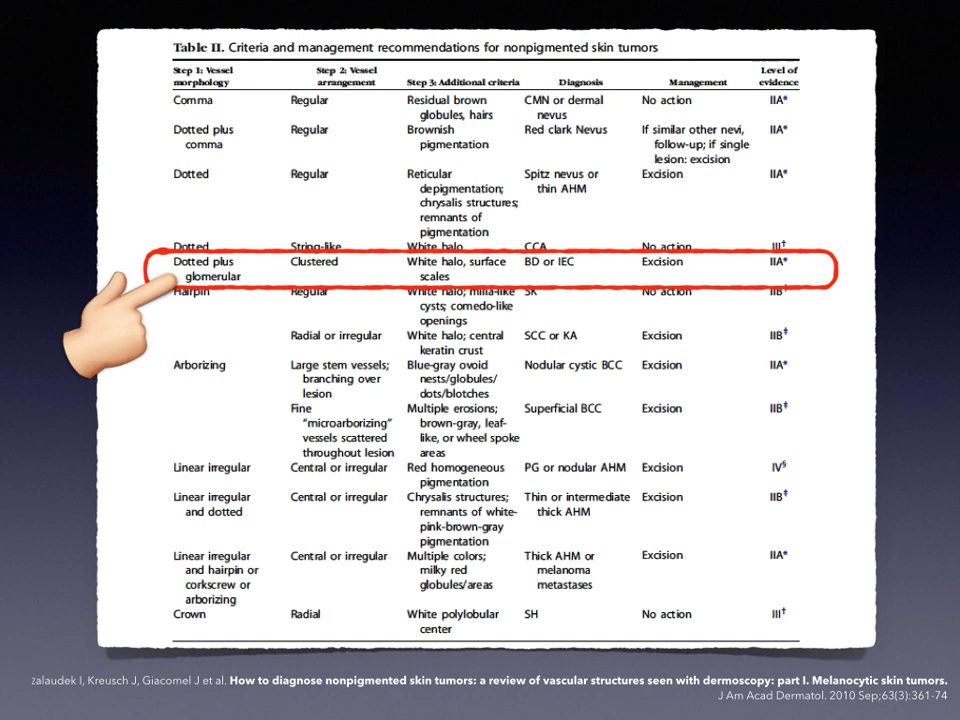 Table II. Criteria and management recommendations for nonpigmented skin tumors
Step 1: Vessel morphology Step 2: Vessel arrangement Step 3: Additional criteria Diagnosis Management Level of evidence
Comma Regular Residual brown globules, hairs CMN or dermal nevus No action IIA*
Dotted plus comma Regular Brownish pigmentation Red clark Nevus If similar other nevi, follow-up; if single lesion: excision IIA*
Dotted Regular Reticular depigmentation; chrysalis structures; remnants of pigmentation Spitz nevus or thin AHM Excision IIA*
Dotted String-like White halo CCA No action III†
Dotted plus glomerular Clustered White halo, surface scales BD or IEC Excision IIA*
Hairpin Regular White halo; milia-like cysts; comedo-like openings SK No action IIB‡
Radial or irregular White halo; central keratin crust SCC or KA Excision IIB‡
Arborizing Large stem vessels; branching over lesion Blue-gray ovoid nests/globules/dots/blotches Nodular cystic BCC Excision IIA*
Fine "microarborizing" vessels scattered throughout lesion Multiple erosions; brown-gray, leaf-like, or wheel spoke areas Superficial BCC Excision IIB‡
Linear irregular Central or irregular Red homogeneous pigmentation PG or nodular AHM Excision IV§
Linear irregular and dotted Central or irregular Chrysalis structures; remnants of white-pink-brown-gray pigmentation Thin or intermediate thick AHM Excision IIB‡
Linear irregular and hairpin or corkscrew or arborizing Central or irregular Multiple colors; milky red globules/areas Thick AHM or melanoma metastases Excision IIA*
Crown Radial White polylobular center SH No action III†
zalaudek I, Kreusch J, Giacomel J et al. How to diagnose nonpigmented skin tumors: a review of vascular structures seen with dermoscopy: part I. Melanocytic skin tumors.
J Am Acad Dermatol. 2010 Sep;63(3):361-74